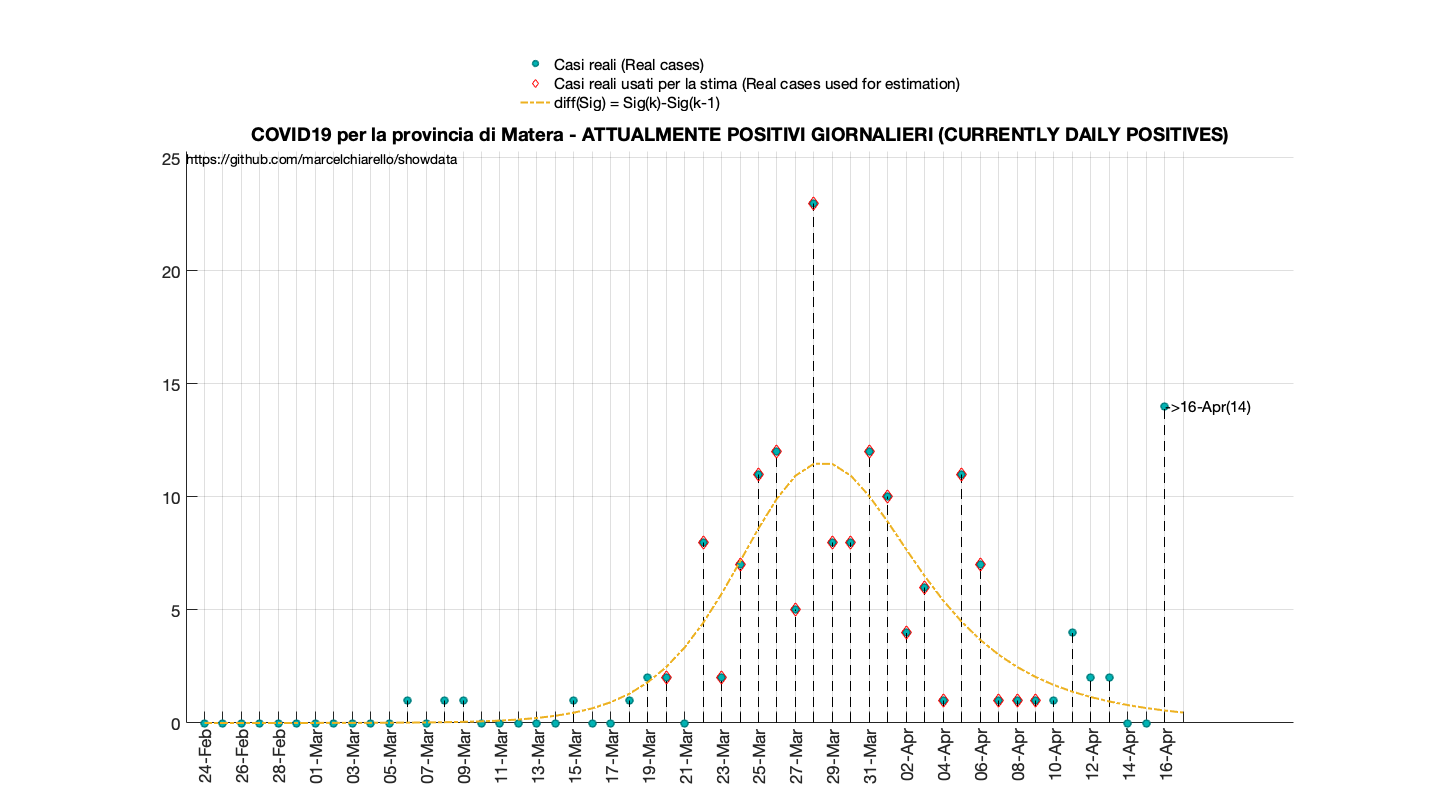 Casi reali (Real cases)
Casi reali usati per la stima (Real cases used for estimation)
diff(Sig) = Sig(k)-Sig(k-1)
COVID19 per la provincia di Matera - ATTUALMENTE POSITIVI GIORNALIERI (CURRENTLY DAILY POSITIVES)
https://github.com/marcelchiarello/showdata
25
20
15
10
5
0
->16-Apr(14)
24-Feb
26-Feb
28-Feb
01-Mar
03-Mar
05-Mar
07-Mar
09-Mar
11-Mar
13-Mar
15-Mar
17-Mar
19-Mar
21-Mar
23-Mar
25-Mar
27-Mar
29-Mar
31-Mar
02-Apr
04-Apr
06-Apr
08-Apr
10-Apr
12-Apr
14-Apr
16-Apr